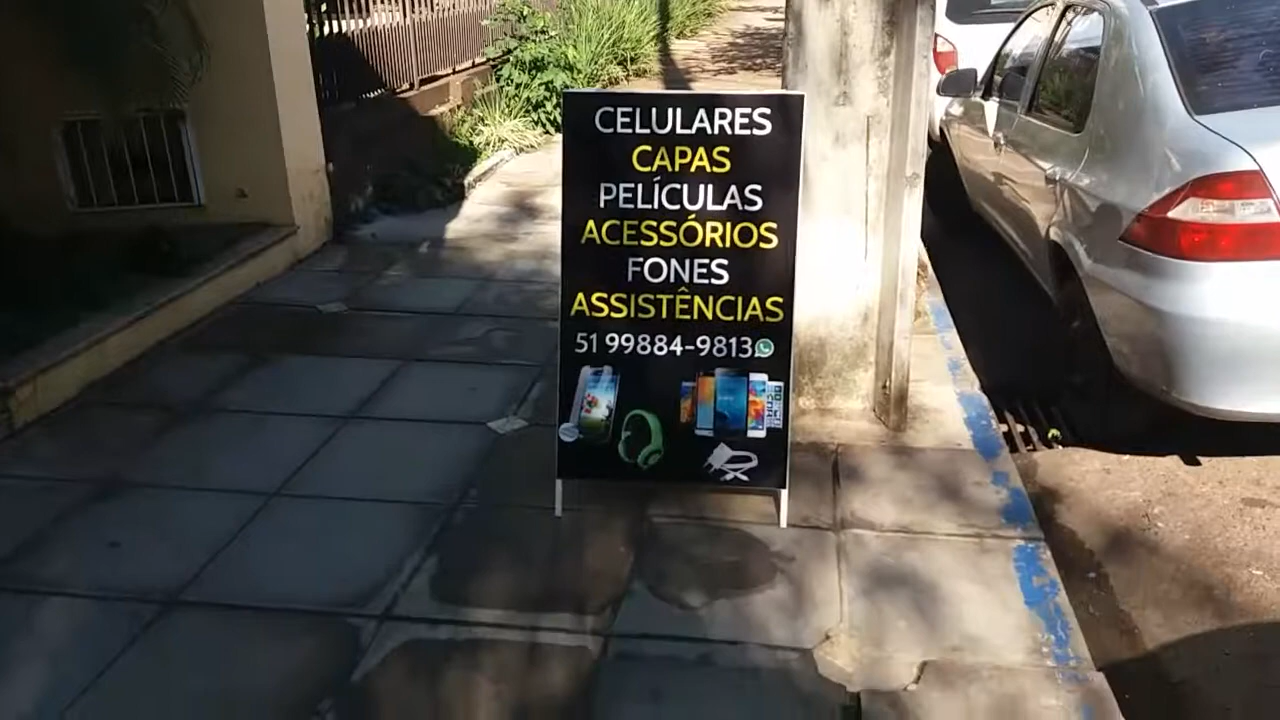 CELULARES
CAPAS
PELÍCULAS
ACESSÓRIOS
FONES
ASSISTÊNCIAS
51 99884-9813